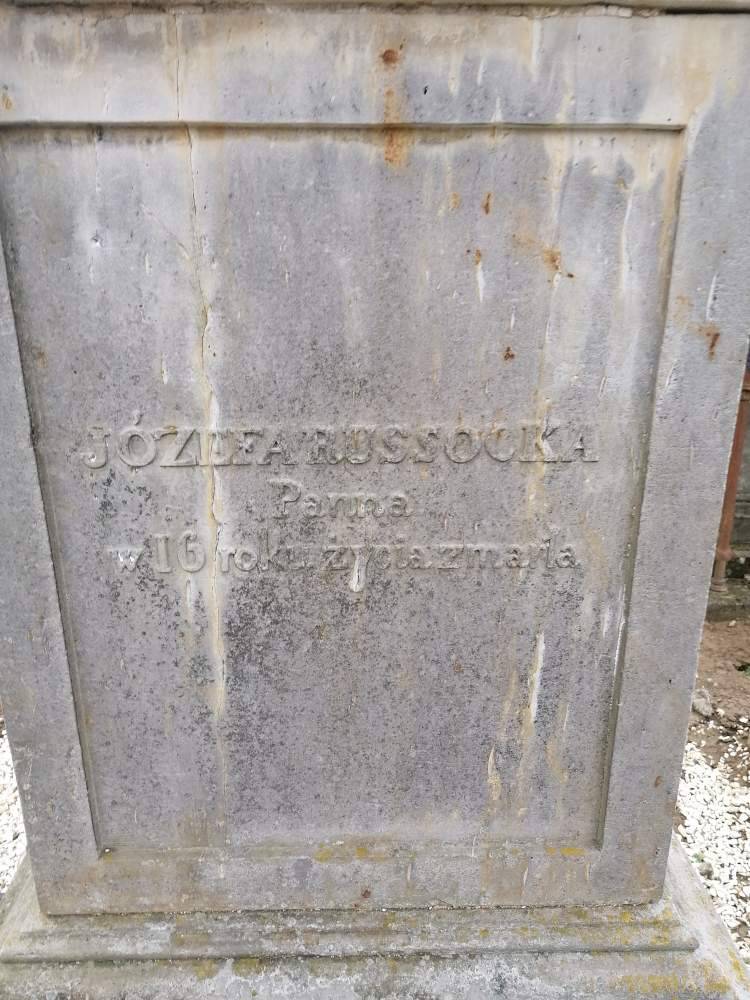 JÓZEFA RUSSOCKA
Panna
w 16 roku życia zmarła